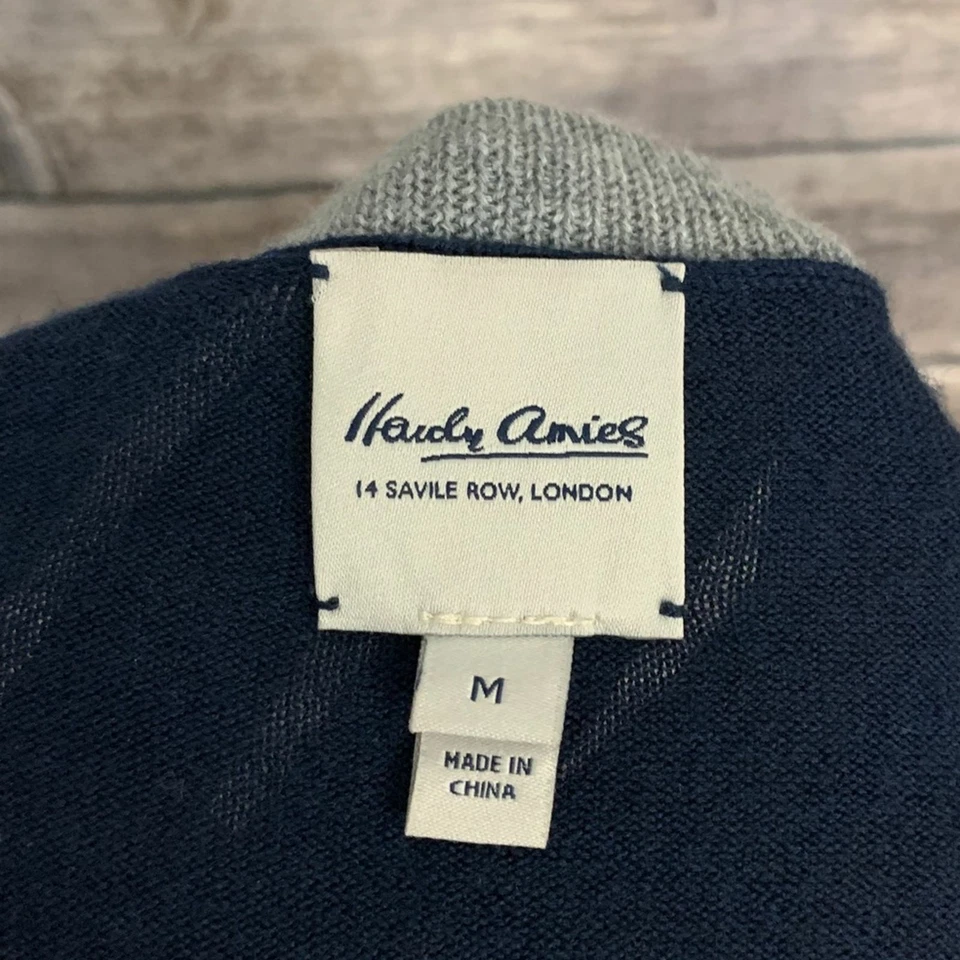 Hardy Amies
14 SAVILE ROW, LONDON
M
MADE IN
CHINA